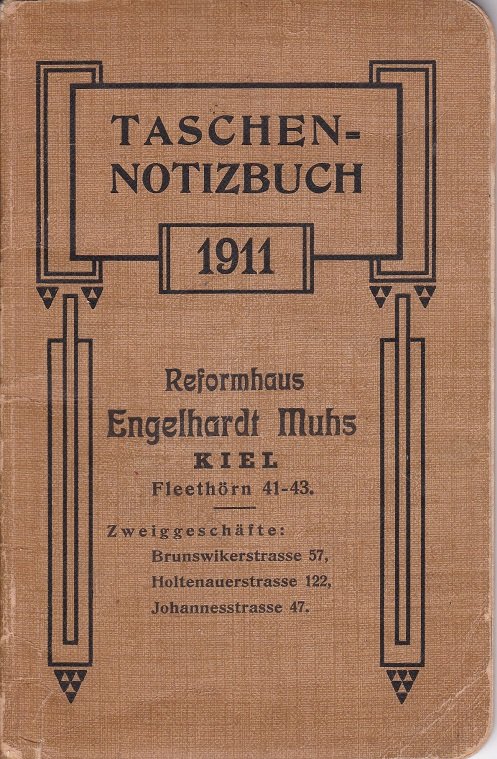 TASCHEN-
NOTIZBUCH
1911
Reformhaus
Engelhardt Muhs
KIEL
Fleethörn 41-43.
Zweiggeschäfte:
Brunswikerstrasse 57,
Holtenauerstrasse 122,
Johannesstrasse 47.